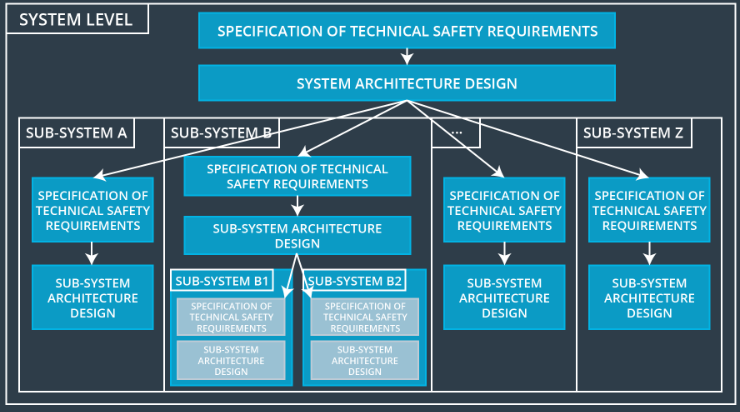 SYSTEM LEVEL
SPECIFICATION OF TECHNICAL SAFETY REQUIREMENTS
SYSTEM ARCHITECTURE DESIGN
SUB-SYSTEM A
SPECIFICATION OF
TECHNICAL SAFETY
REQUIREMENTS
SUB-SYSTEM
ARCHITECTURE
DESIGN
SUB-SYSTEM B
SPECIFICATION OF TECHNICAL
SAFETY REQUIREMENTS
SUB-SYSTEM ARCHITECTURE
DESIGN
SUB-SYSTEM B1
SPECIFICATION OF
TECHNICAL SAFETY
REQUIREMENTS
SUB-SYSTEM
ARCHITECTURE
DESIGN
SUB-SYSTEM B2
SPECIFICATION OF
TECHNICAL SAFETY
REQUIREMENTS
SUB-SYSTEM
ARCHITECTURE
DESIGN
...
SPECIFICATION OF
TECHNICAL SAFETY
REQUIREMENTS
SUB-SYSTEM
ARCHITECTURE
DESIGN
SUB-SYSTEM Z
SPECIFICATION OF
TECHNICAL SAFETY
REQUIREMENTS
SUB-SYSTEM
ARCHITECTURE
DESIGN